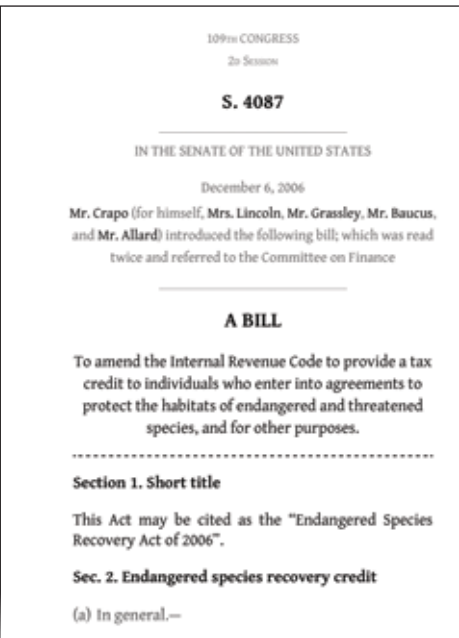 109TH CONGRESS
2D SESSION
S. 4087
IN THE SENATE OF THE UNITED STATES
December 6, 2006
Mr. Crapo (for himself, Mrs. Lincoln, Mr. Grassley, Mr. Baucus,
and Mr. Allard) introduced the following bill; which was read
twice and referred to the Committee on Finance
A BILL
To amend the Internal Revenue Code to provide a tax
credit to individuals who enter into agreements to
protect the habitats of endangered and threatened
species, and for other purposes.
Section 1. Short title
This Act may be cited as the “Endangered Species
Recovery Act of 2006”.
Sec. 2. Endangered species recovery credit
(a) In general.—